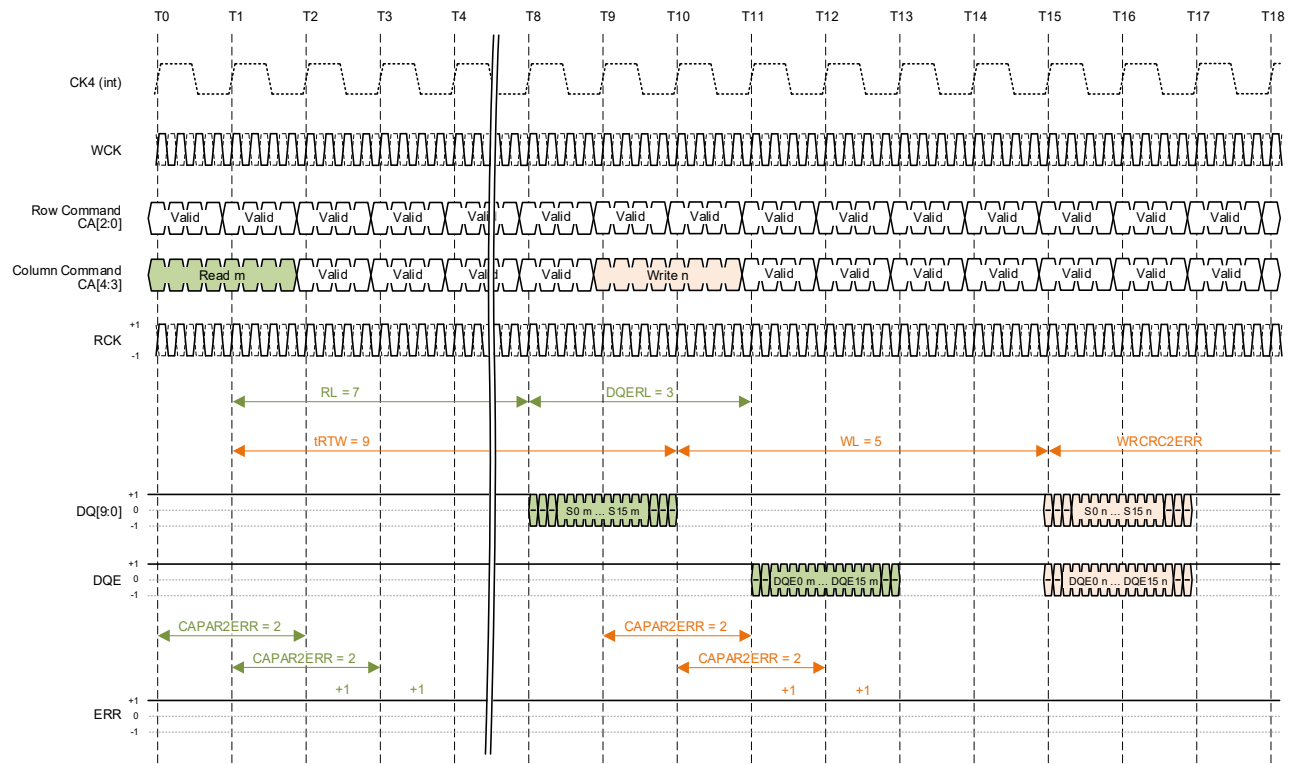 T0 T1 T2 T3 T4 T8 T9 T10 T11 T12 T13 T14 T15 T16 T17 T18
CK4 (int)
WCK
Row Command
CA[2:0]
Valid Valid Valid Valid Valid Valid Valid Valid Valid Valid Valid Valid Valid Valid
Column Command
CA[4:3]
Read m Valid Valid Valid Valid Write n Valid Valid Valid Valid Valid Valid Valid
+1
RCK
-1
RL = 7 DQERL = 3
tRTW = 9 WL = 5 WRCRC2ERR
+1
DQ[9:0] 0 S0 m ... S15 m S0 n ... S15 n
-1
+1
DQE 0 DQE0 m ... DQE15 m DQE0 n ... DQE15 n
-1
CAPAR2ERR = 2 CAPAR2ERR = 2
CAPAR2ERR = 2 CAPAR2ERR = 2
+1 +1 +1 +1
+1
ERR 0
-1